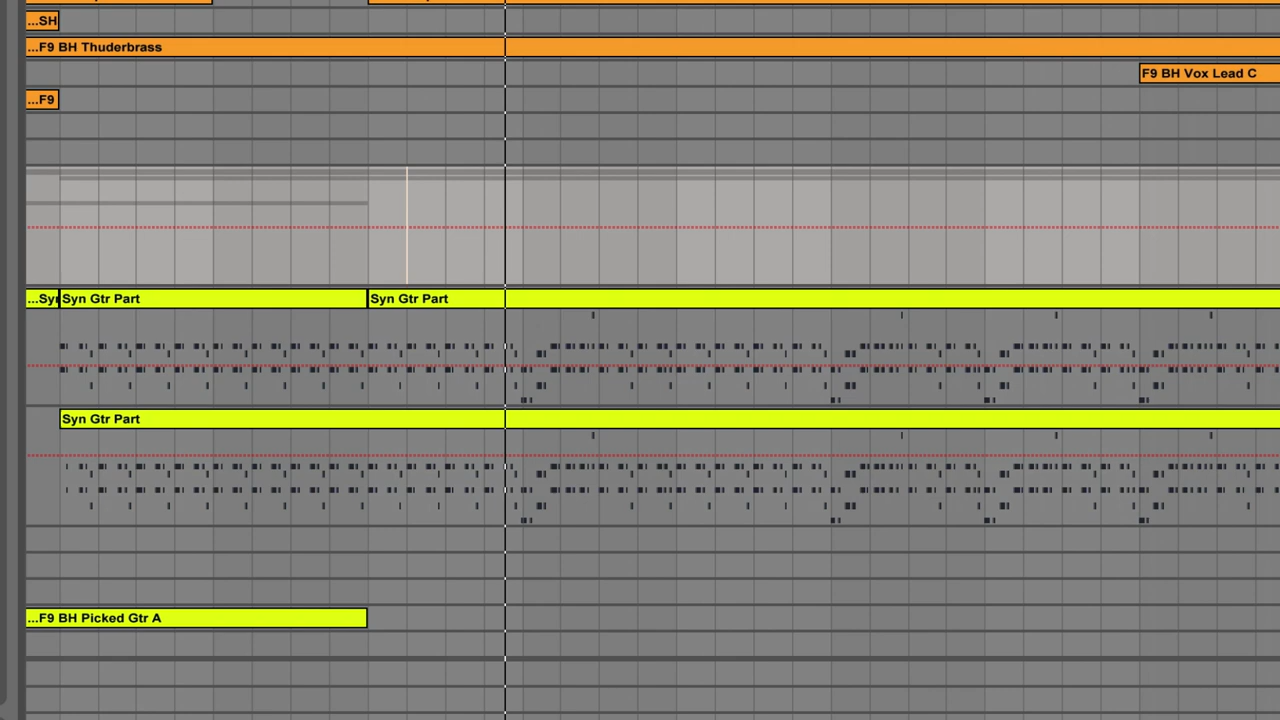 ...SH
...F9 BH Thuderbrass
F9 BH Vox Lead C
...F9
...Syn
Syn Gtr Part
Syn Gtr Part
Syn Gtr Part
...F9 BH Picked Gtr A